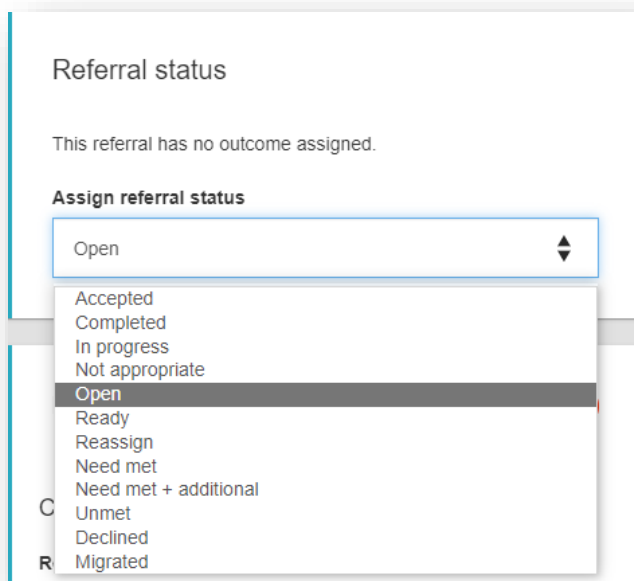 Referral status
This referral has no outcome assigned.
Assign referral status
Open
Accepted
Completed
In progress
Not appropriate
Open
Ready
Reassign
Need met
Need met + additional
Unmet
Declined
Migrated